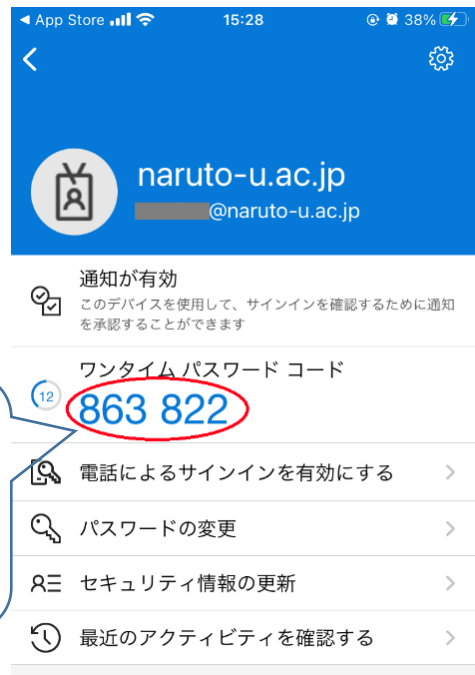 App Store 15:28 38%
naruto-u.ac.jp
@naruto-u.ac.jp
通知が有効
このデバイスを使用して、サインインを確認するために通知
を承認することができます
ワンタイム パスワード コード
12
863 822
電話によるサインインを有効にする
パスワードの変更
セキュリティ情報の更新
最近のアクティビティを確認する